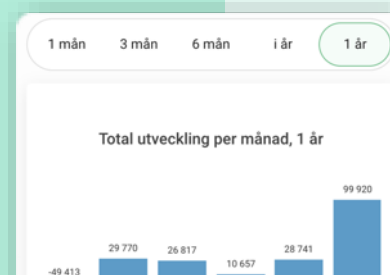 1 mån 3 mån 6 mån i år 1 år
Total utveckling per månad, 1 år
99 920
29 770 26 817 28 741
10 657
-49 413